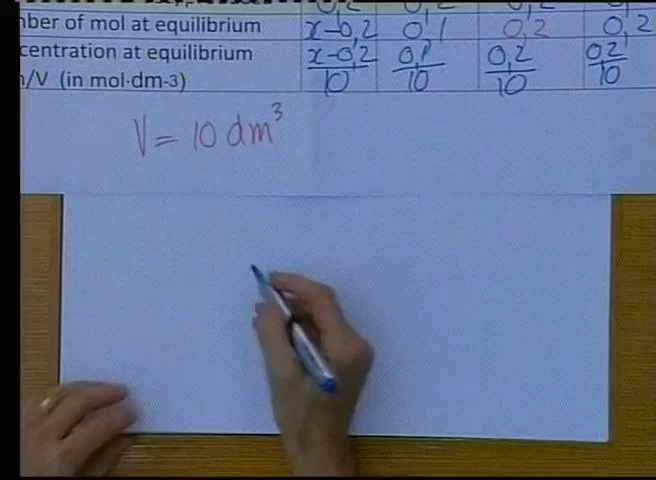 ber of mol at equilibrium x-0,2 0,1 0,2 0,2
centration at equilibrium x-0,2 0,1 0,2 0,2
/V (in mol·dm-3) 10 10 10 10
V = 10 dm³